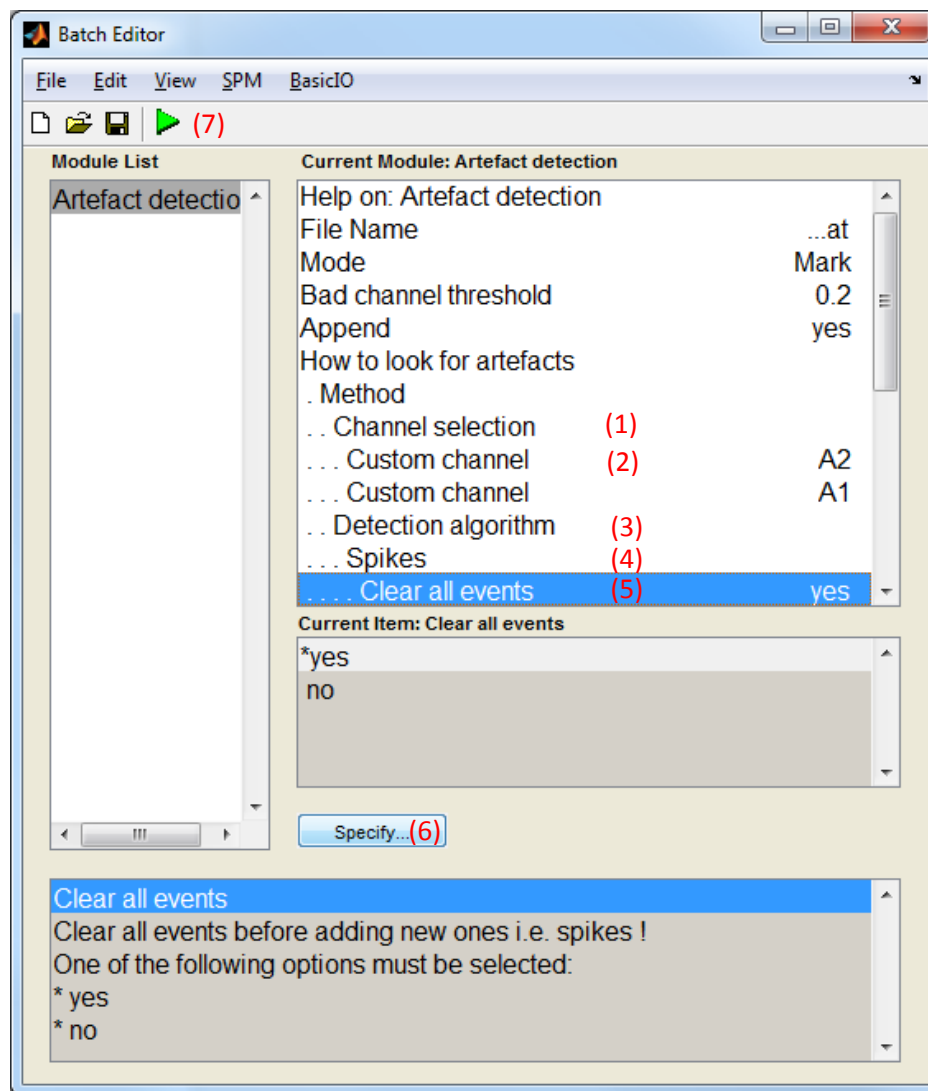 Batch Editor
File Edit View SPM BasicIO
(7)
Module List
Artefact detectio
Current Module: Artefact detection
Help on: Artefact detection
File Name ...at
Mode Mark
Bad channel threshold 0.2
Append yes
How to look for artefacts
. Method
. . Channel selection (1)
. . . Custom channel (2) A2
. . . Custom channel A1
. . Detection algorithm (3)
. . . Spikes (4)
. . . . Clear all events (5) yes
Current Item: Clear all events
*yes
no
Specify... (6)
Clear all events
Clear all events before adding new ones i.e. spikes !
One of the following options must be selected:
* yes
* no